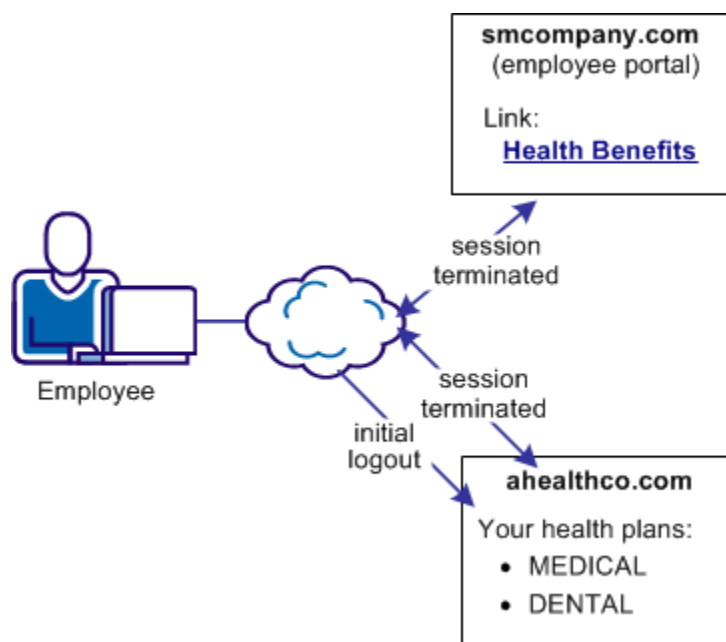 smcompany.com
(employee portal)
Link:
Health Benefits
session
terminated
Employee
session
terminated
initial
logout
ahealthco.com
Your health plans:
• MEDICAL
• DENTAL